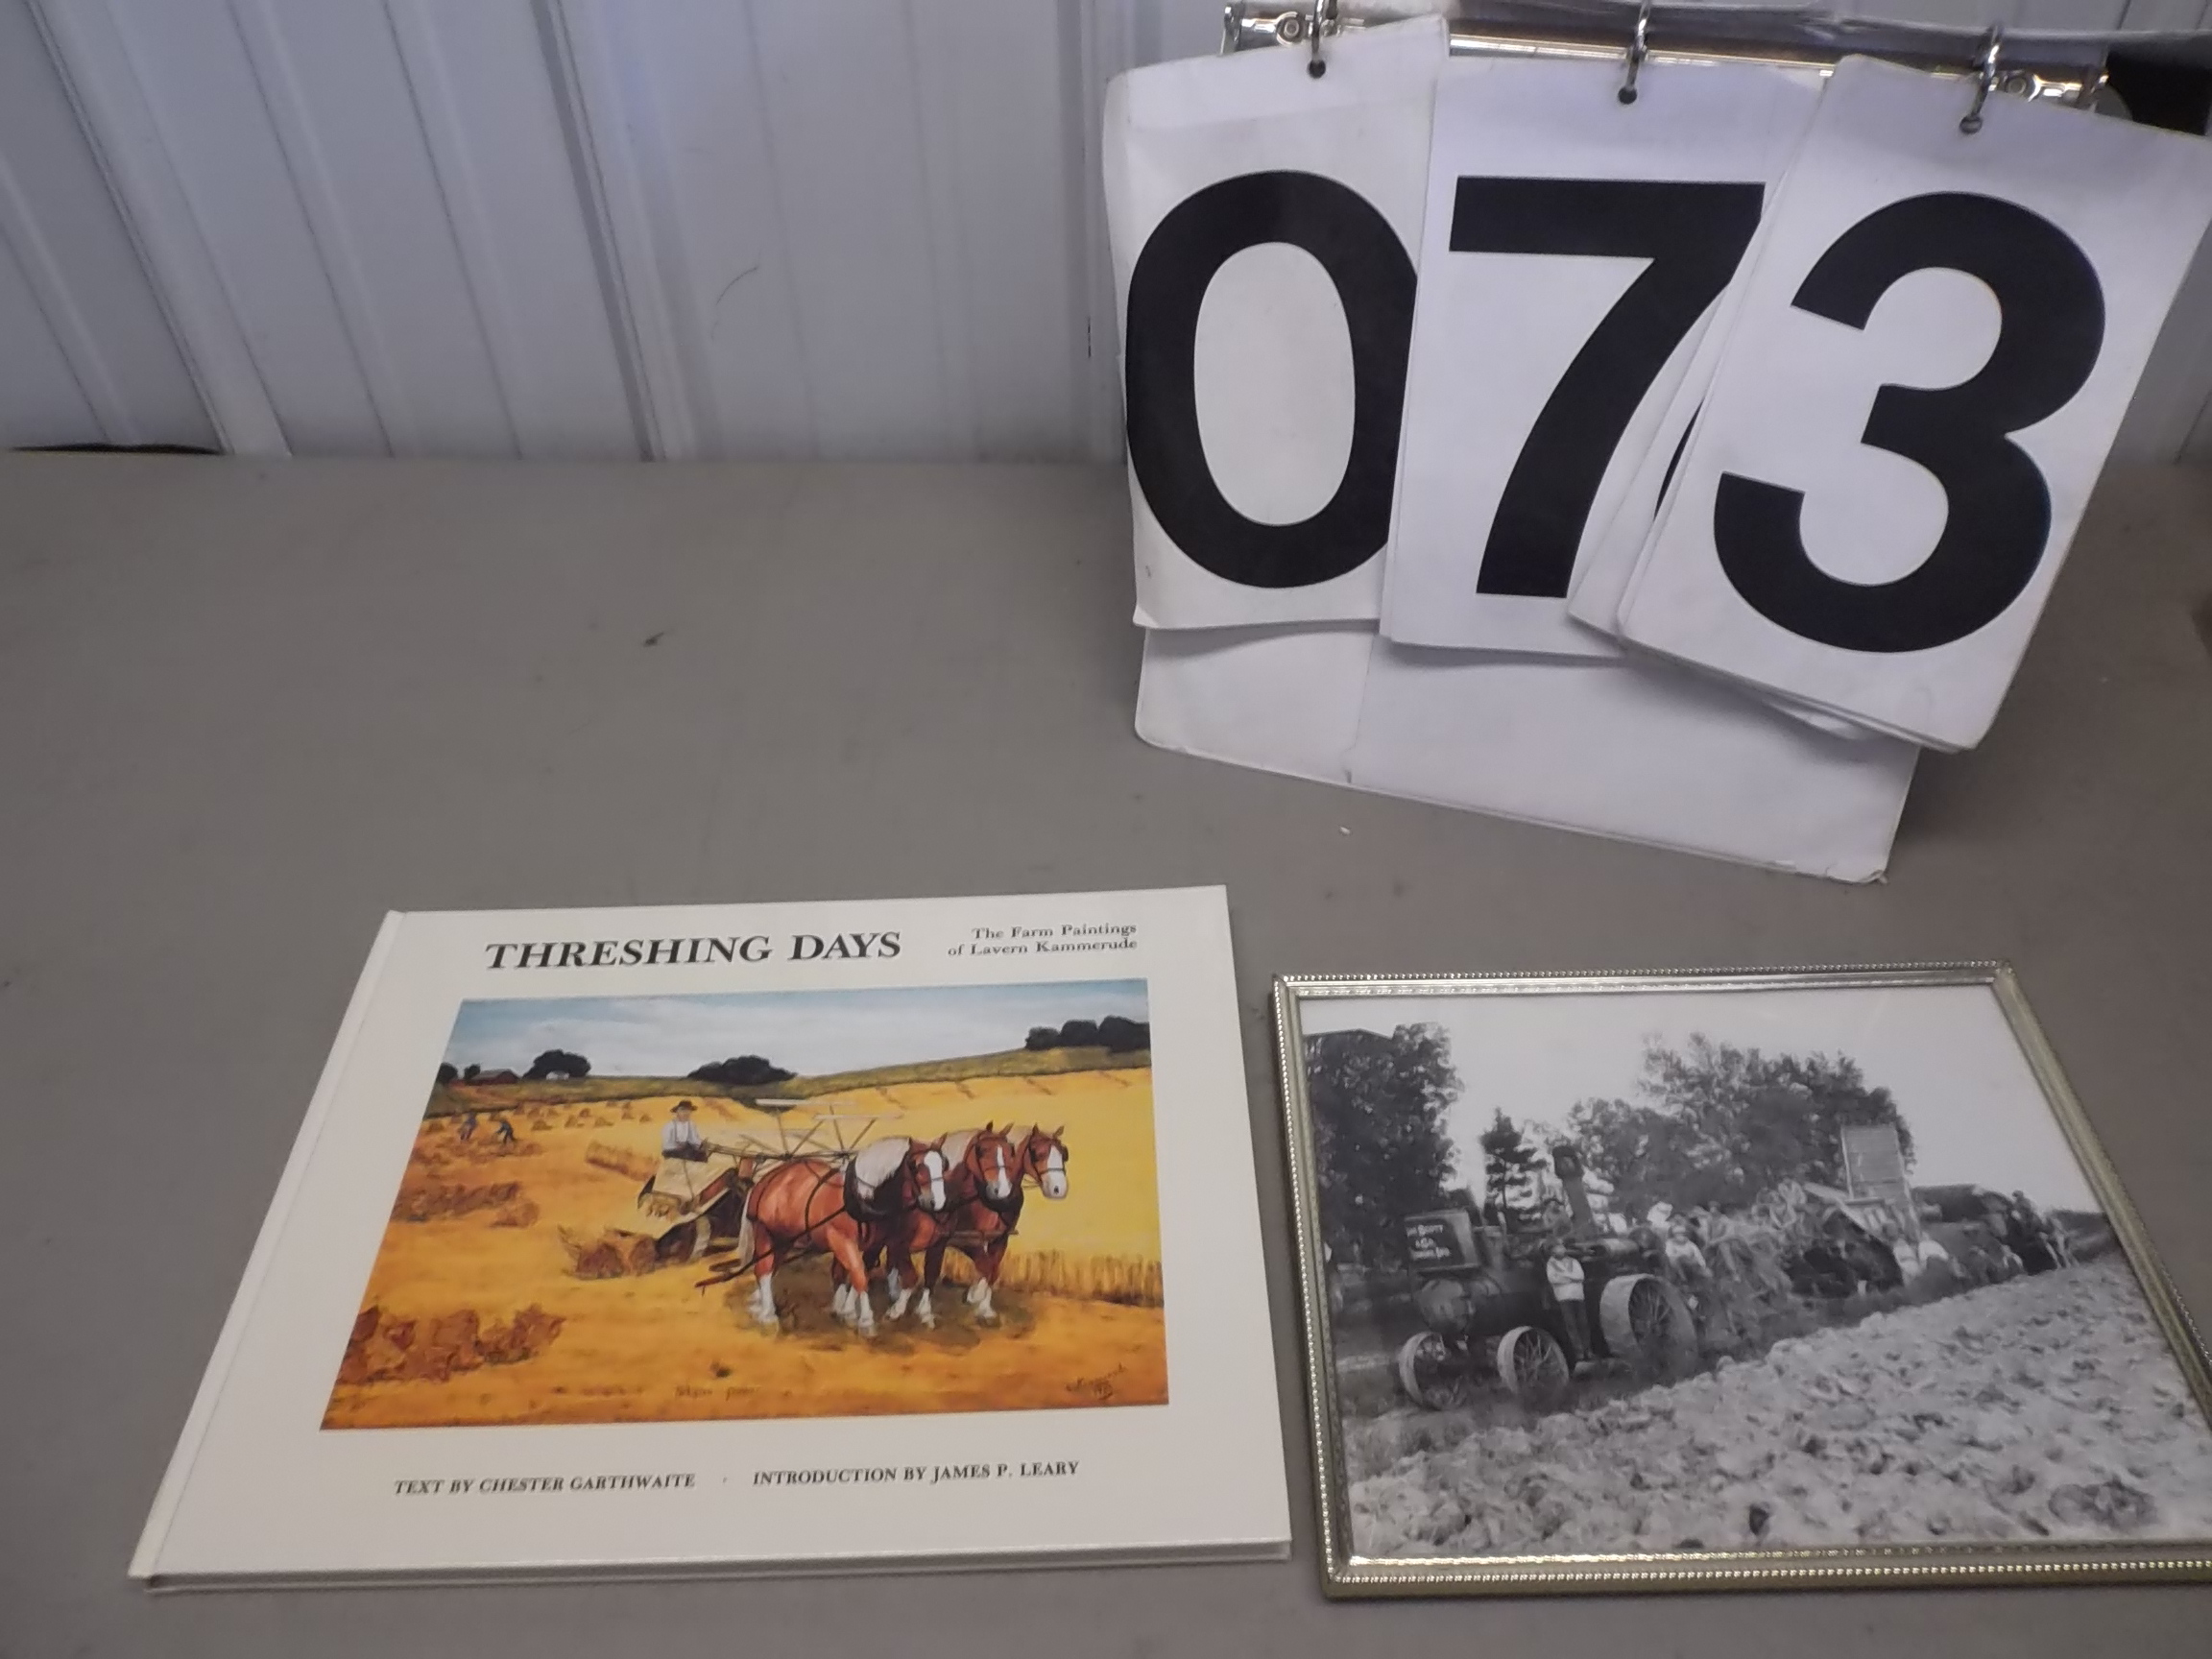 073
THRESHING DAYS
The Farm Paintings
of Lavern Kammerude
TEXT BY CHESTER GARTHWAITE · INTRODUCTION BY JAMES P. LEARY